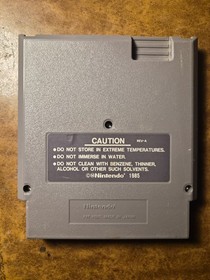 CAUTION
REV-A
●DO NOT STORE IN EXTREME TEMPERATURES.
●DO NOT IMMERSE IN WATER.
●DO NOT CLEAN WITH BENZENE, THINNER,
ALCOHOL OR OTHER SUCH SOLVENTS.
©®Nintendo® 1985
Nintendo